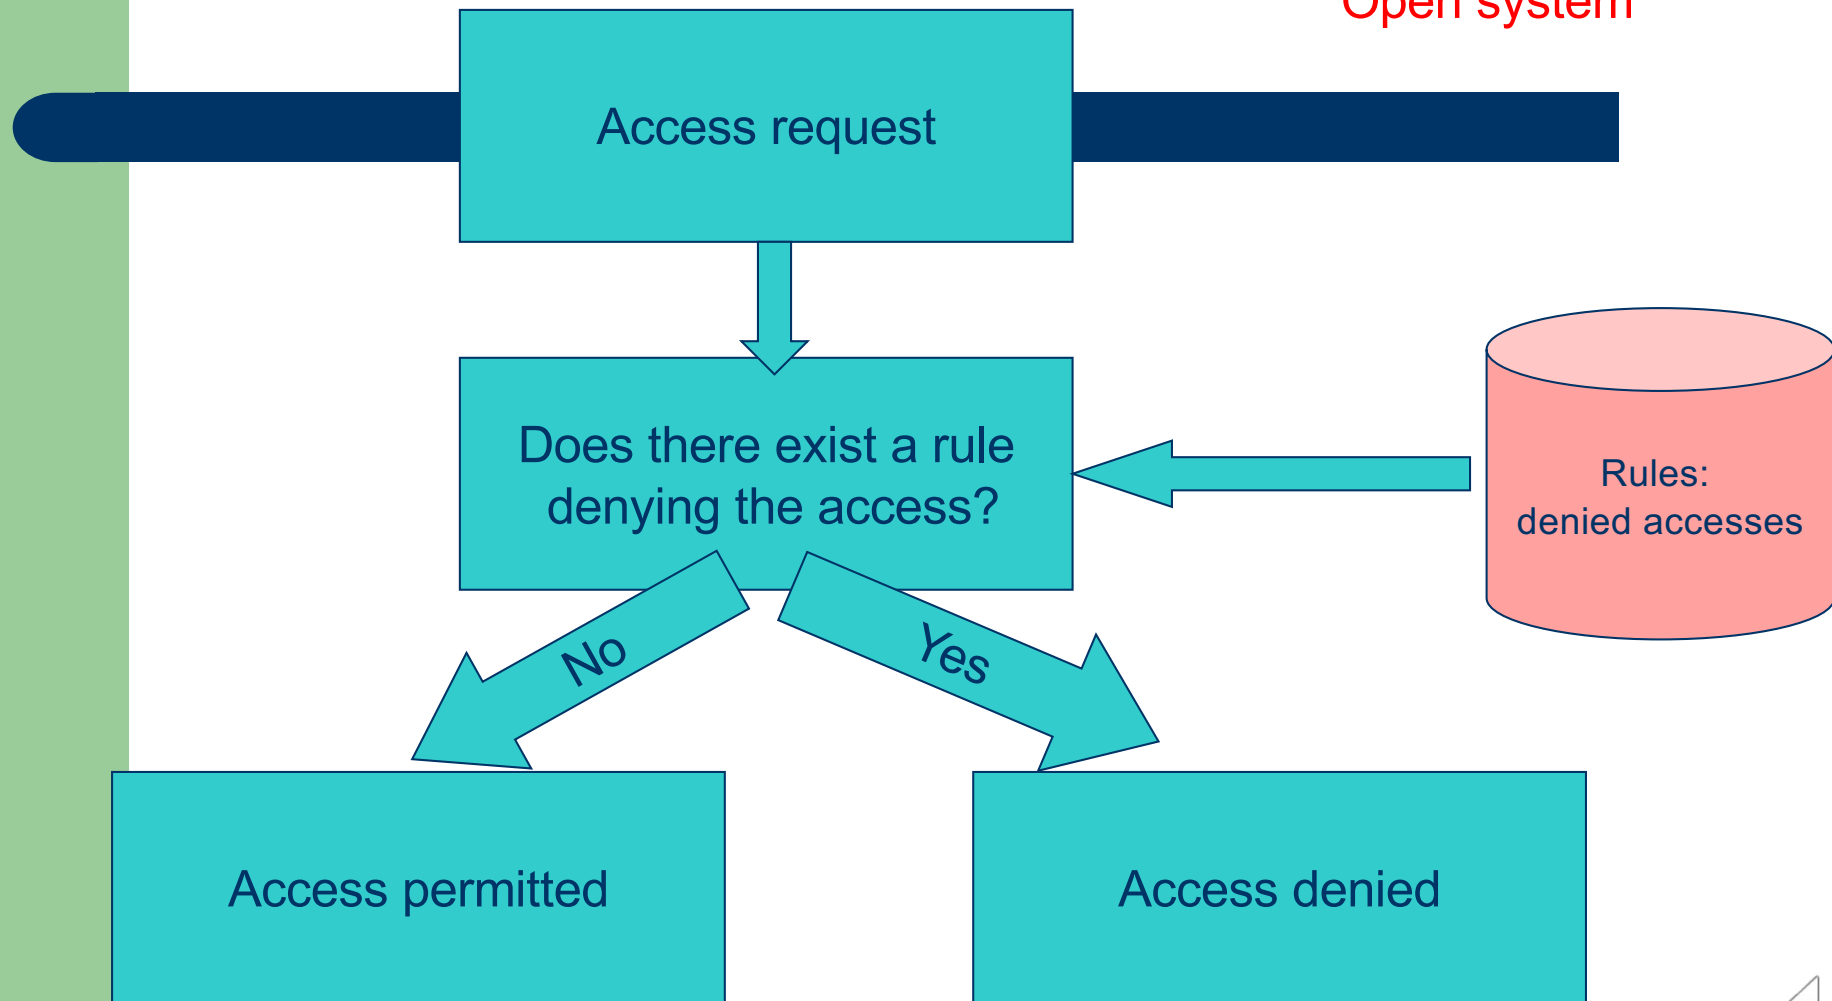 Open system
Access request
Does there exist a rule
denying the access?
Rules:
denied accesses
No
Yes
Access permitted
Access denied